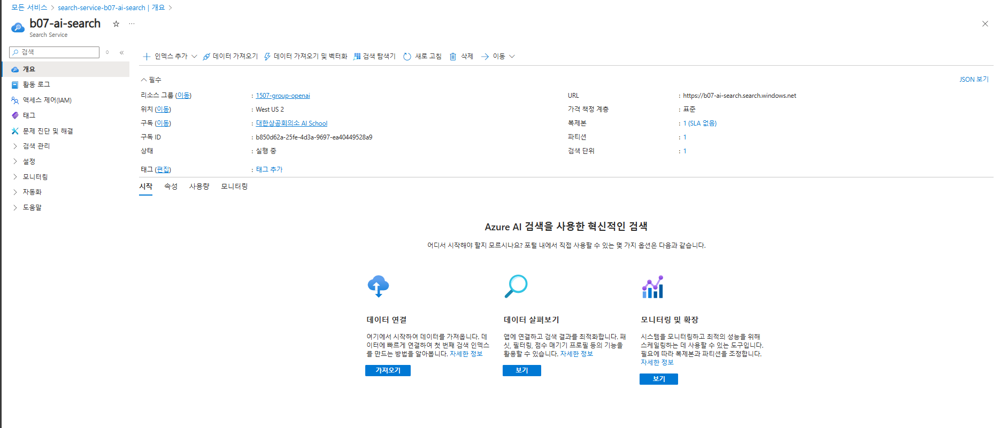 모든 서비스 > search-service-b07-ai-search | 개요 >
b07-ai-search
Search Service
검색
개요
활동 로그
액세스 제어(IAM)
태그
문제 진단 및 해결
검색 관리
설정
모니터링
자동화
도움말
인덱스 추가 데이터 가져오기 데이터 가져오기 및 벡터화 검색 탐색기 새로 고침 삭제 이동
필수 JSON 보기
리소스 그룹 (이동) : 1507-group-openai
위치 (이동) : West US 2
구독 (이동) : 대한상공회의소 AI School
구독 ID : b850d62a-25fe-4d3a-9697-ea40449528a9
상태 : 실행 중
URL : https://b07-ai-search.search.windows.net
가격 책정 계층 : 표준
복제본 : 1 (SLA 없음)
파티션 : 1
검색 단위 : 1
태그 (편집) : 태그 추가
시작 속성 사용량 모니터링
Azure AI 검색을 사용한 혁신적인 검색
어디서 시작해야 할지 모르시나요? 포털 내에서 직접 사용할 수 있는 몇 가지 옵션은 다음과 같습니다.
데이터 연결
여기에서 시작하여 데이터를 가져옵니다. 데
이터에 빠르게 연결하여 첫 번째 검색 인덱스
를 만드는 방법을 알아봅니다. 자세한 정보
가져오기
데이터 살펴보기
앱에 연결하고 검색 결과를 최적화합니다. 패
싯, 필터링, 점수 매기기 프로필 등의 기능을
활용할 수 있습니다. 자세한 정보
보기
모니터링 및 확장
시스템을 모니터링하고 최적의 성능을 위해
스케일링하는 데 사용할 수 있는 도구입니다.
필요에 따라 복제본과 파티션을 조정합니다.
자세한 정보
보기